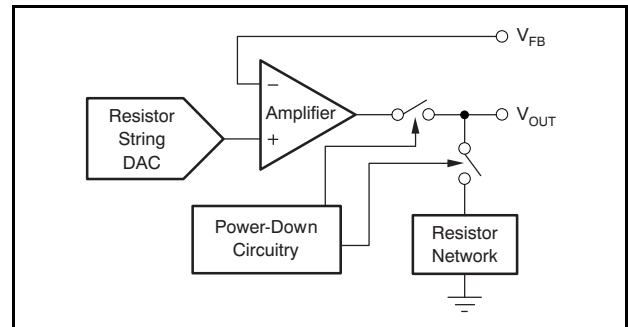 V_FB
−
Amplifier
V_OUT
+
Resistor
String
DAC
Power-Down
Circuitry
Resistor
Network